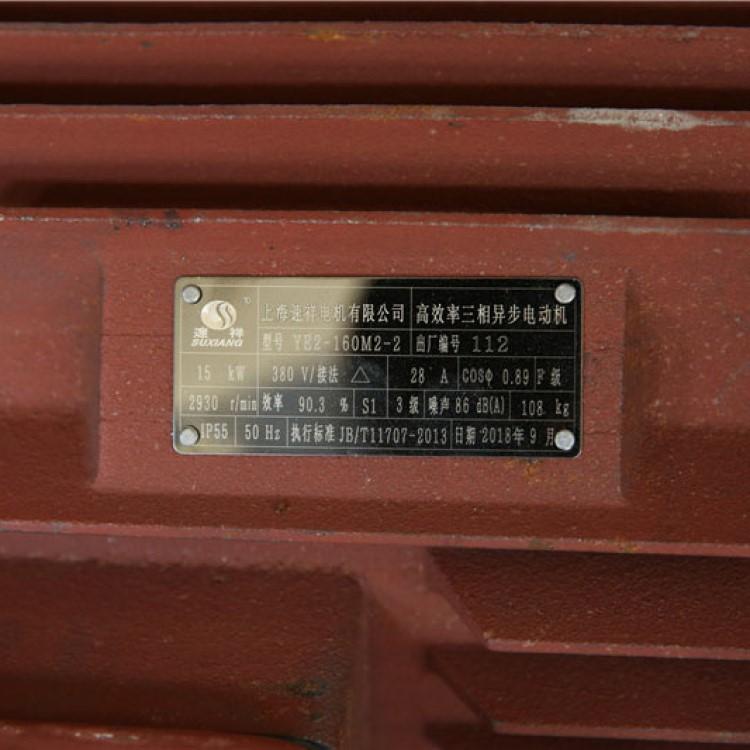 速祥
SUXIANG
上海速祥电机有限公司 高效率三相异步电动机
型号 YE2-160M2-2 出厂编号 112
15 kW 380 V/接法 △ 28 A COSΦ 0.89 F 级
2930 r/min 效率 90.3 % S1 3 级 噪声 86 dB(A) 108 kg
IP55 50 Hz 执行标准 JB/T11707-2013 日期 2018年 9 月